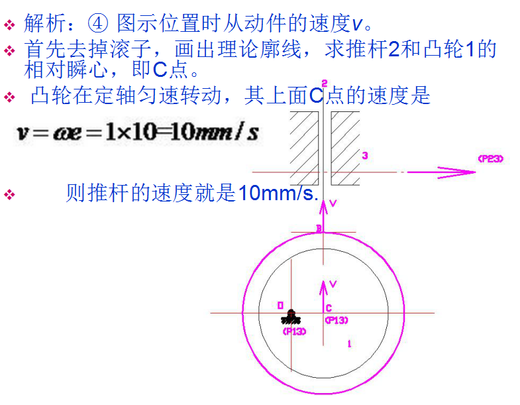 解析：④ 图示位置时从动件的速度v。
首先去掉滚子，画出理论廓线，求推杆2和凸轮1的
相对瞬心，即C点。
凸轮在定轴匀速转动，其上面C点的速度是
v = ωe = 1×10=10mm/s
2
3
(P23)
则推杆的速度就是10mm/s.
V
B
V
O
C
(P13)
(P13)
1